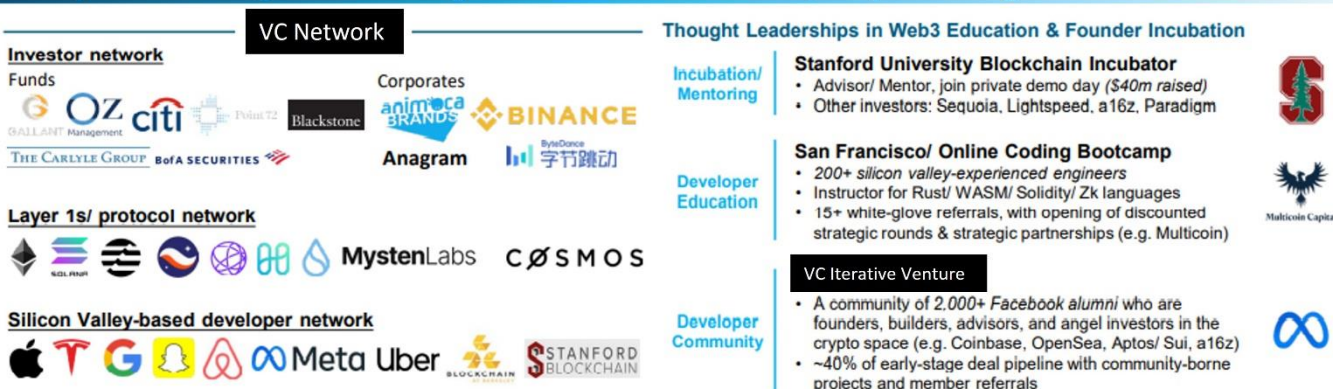 VC Network
Investor network
Funds
GALLANT
OZ
Management
citi
Point72
Blackstone
THE CARLYLE GROUP
BofA SECURITIES
Corporates
animoca
BRANDS
BINANCE
Anagram
ByteDance
字节跳动
Layer 1s/ protocol network
SOLANA
MystenLabs
COSMOS
Silicon Valley-based developer network
Meta
Uber
BLOCKCHAIN
AT BERKELEY
STANFORD
BLOCKCHAIN
Thought Leaderships in Web3 Education & Founder Incubation
Incubation/
Mentoring
Stanford University Blockchain Incubator
• Advisor/ Mentor, join private demo day ($40m raised)
• Other investors: Sequoia, Lightspeed, a16z, Paradigm
Developer
Education
San Francisco/ Online Coding Bootcamp
• 200+ silicon valley-experienced engineers
• Instructor for Rust/ WASM/ Solidity/ Zk languages
• 15+ white-glove referrals, with opening of discounted
strategic rounds & strategic partnerships (e.g. Multicoin)
Multicoin Capita
Developer
Community
VC Iterative Venture
• A community of 2,000+ Facebook alumni who are
founders, builders, advisors, and angel investors in the
crypto space (e.g. Coinbase, OpenSea, Aptos/ Sui, a16z)
• ~40% of early-stage deal pipeline with community-borne
projects and member referrals